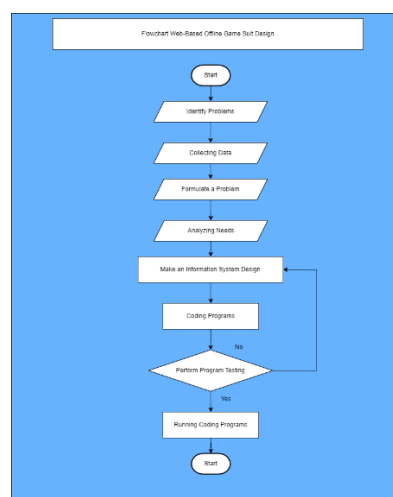 Flowchart Web-Based Offline Game Suit Design
Start
Identify Problems
Collecting Data
Formulate a Problem
Analyzing Needs
Make an Information System Design
Coding Programs
No
Perform Program Testing
Yes
Running Coding Programs
Start